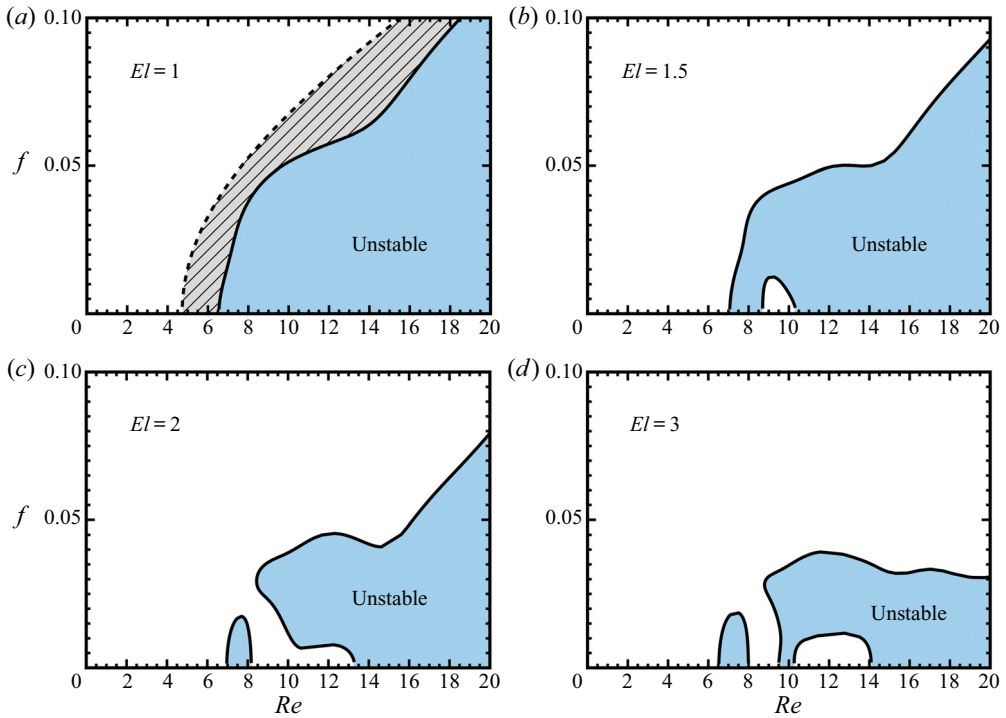 (a)
0.10
El = 1
f
0.05
Unstable
0 2 4 6 8 10 12 14 16 18 20
(b)
0.10
El = 1.5
0.05
Unstable
0 2 4 6 8 10 12 14 16 18 20
(c)
0.10
El = 2
f
0.05
Unstable
0 2 4 6 8 10 12 14 16 18 20
Re
(d)
0.10
El = 3
0.05
Unstable
0 2 4 6 8 10 12 14 16 18 20
Re